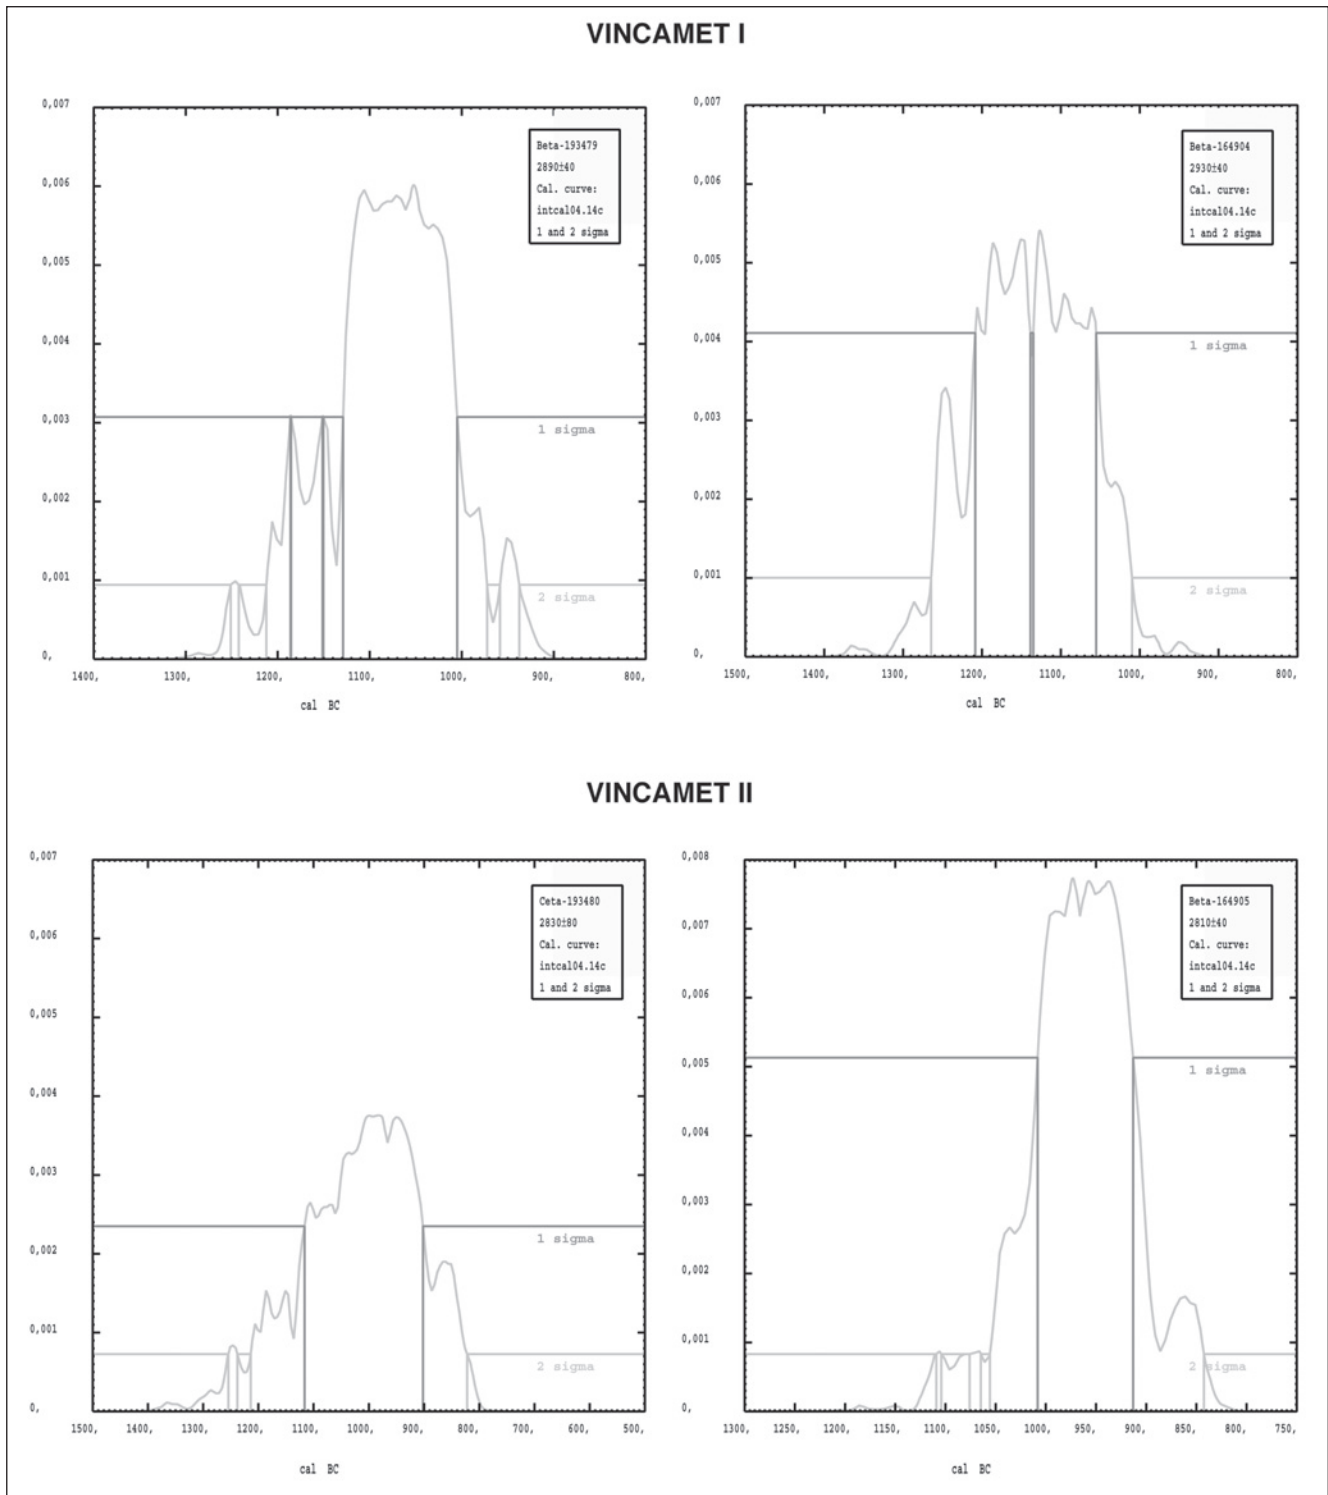 VINCAMET I
0,007
0,006
0,005
0,004
0,003
0,002
0,001
0,
Beta-193479
2890±40
Cal. curve:
intcal04.14c
1 and 2 sigma
1 sigma
2 sigma
1400, 1300, 1200, 1100, 1000, 900, 800,
cal BC
0,007
0,006
0,005
0,004
0,003
0,002
0,001
0,
Beta-164904
2930±40
Cal. curve:
intcal04.14c
1 and 2 sigma
1 sigma
2 sigma
1500, 1400, 1300, 1200, 1100, 1000, 900, 800,
cal BC
VINCAMET II
0,007
0,006
0,005
0,004
0,003
0,002
0,001
0,
Ceta-193480
2830±80
Cal. curve:
intcal04.14c
1 and 2 sigma
1 sigma
2 sigma
1500, 1400, 1300, 1200, 1100, 1000, 900, 800, 700, 600, 500,
cal BC
0,008
0,007
0,006
0,005
0,004
0,003
0,002
0,001
0,
Beta-164905
2810±40
Cal. curve:
intcal04.14c
1 and 2 sigma
1 sigma
2 sigma
1300, 1250, 1200, 1150, 1100, 1050, 1000, 950, 900, 850, 800, 750,
cal BC